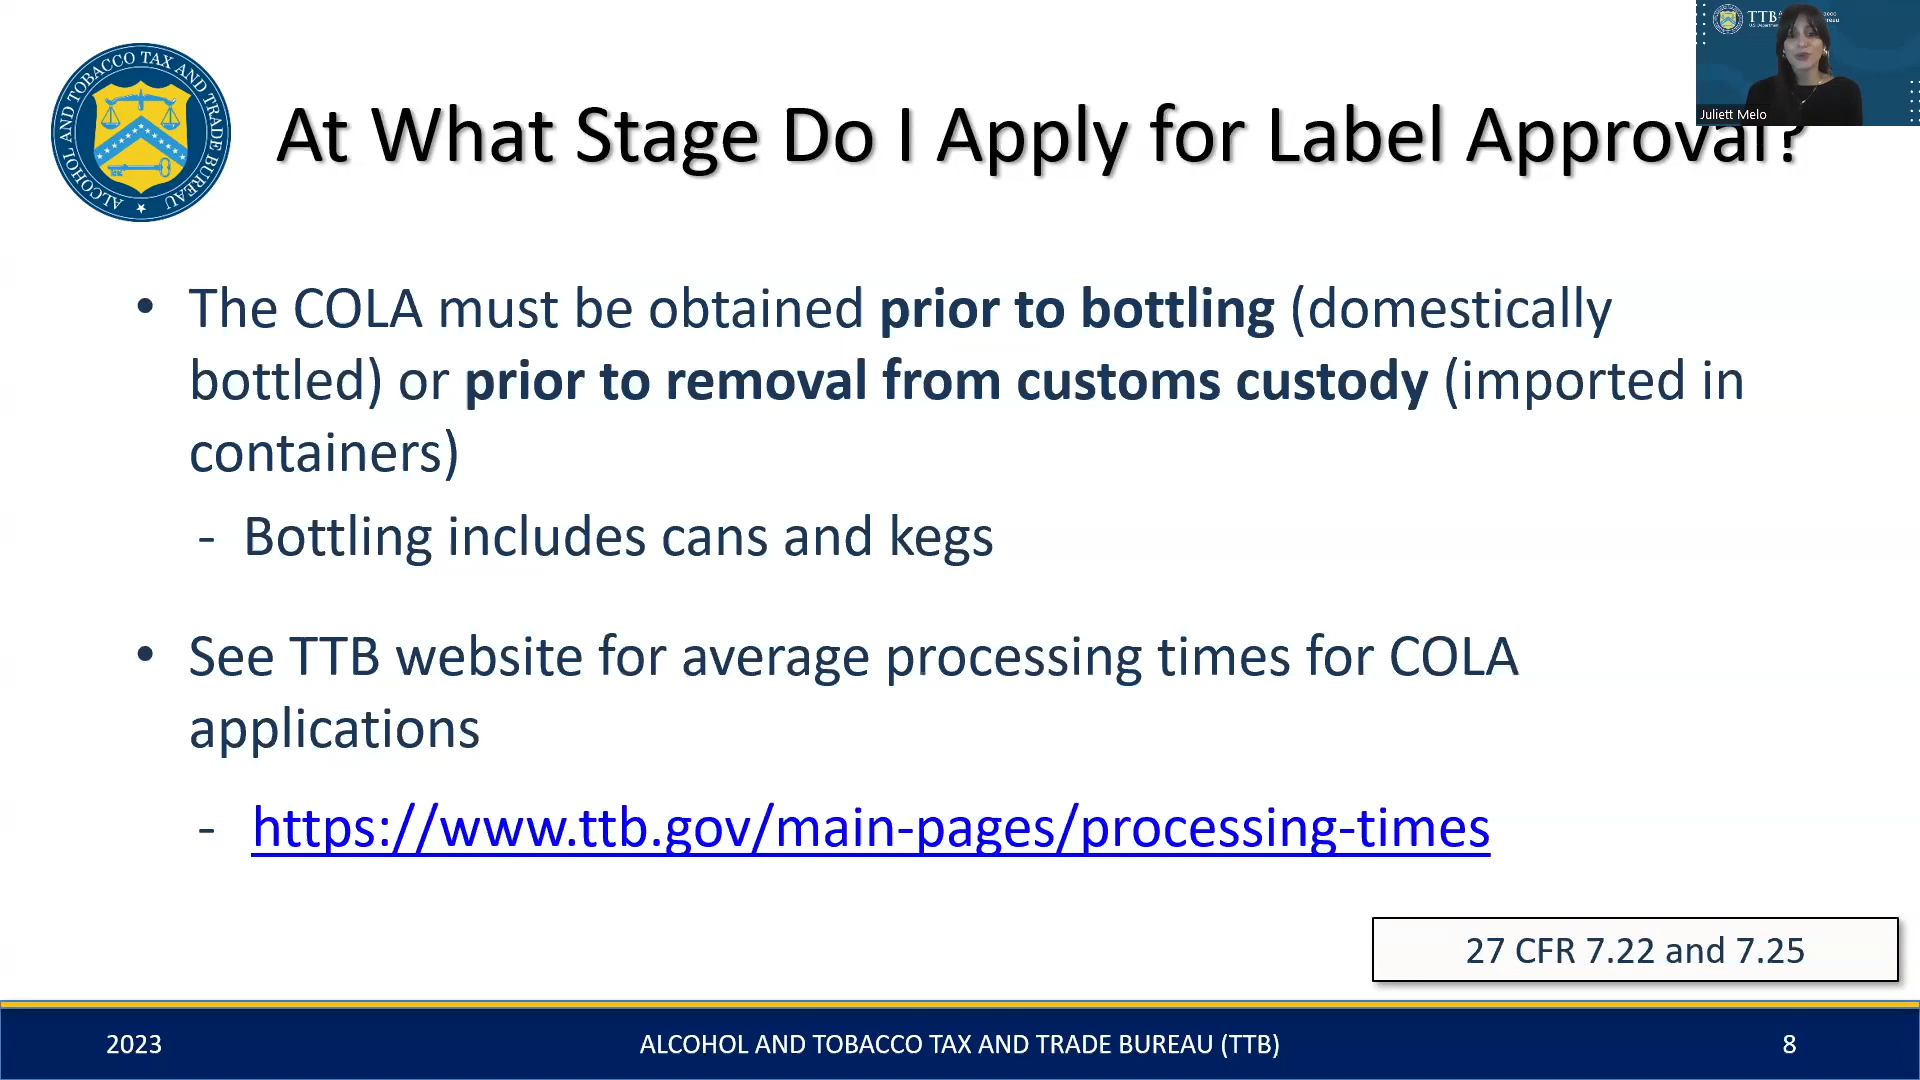 TTB
Juliett Melo
ALCOHOL AND TOBACCO TAX AND TRADE BUREAU
At What Stage Do I Apply for Label Approval?
• The COLA must be obtained prior to bottling (domestically
bottled) or prior to removal from customs custody (imported in
containers)
- Bottling includes cans and kegs
• See TTB website for average processing times for COLA
applications
- https://www.ttb.gov/main-pages/processing-times
27 CFR 7.22 and 7.25
2023
ALCOHOL AND TOBACCO TAX AND TRADE BUREAU (TTB)
8